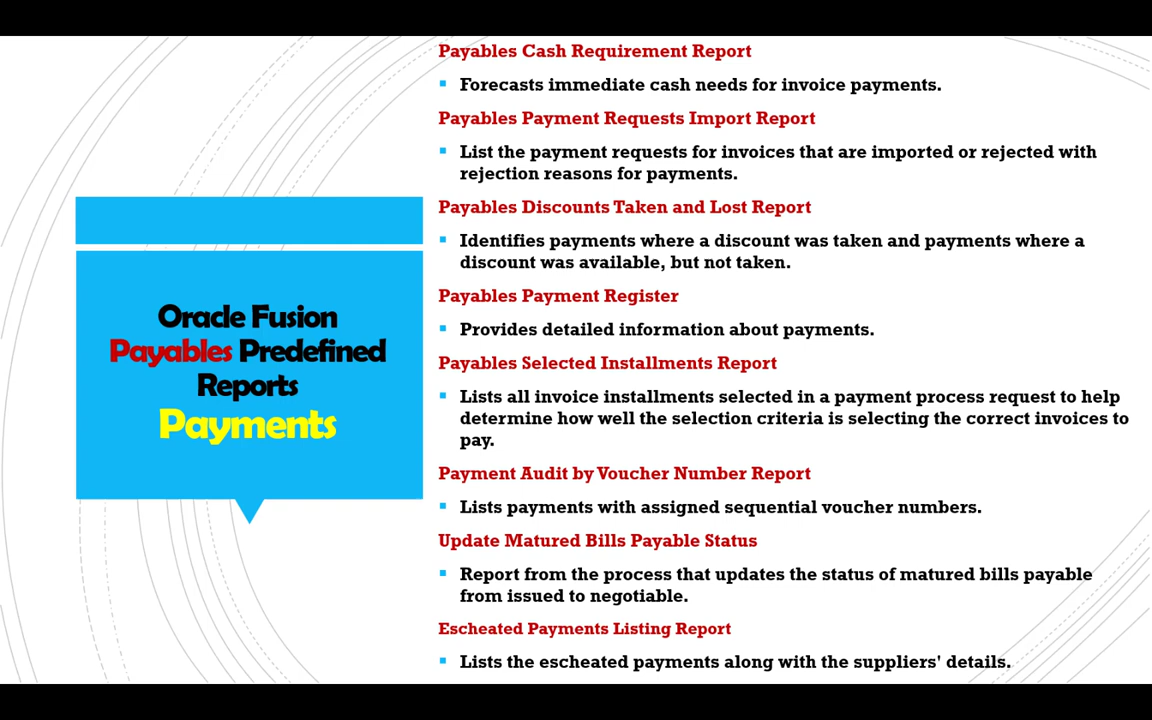 Oracle Fusion
Payables Predefined
Reports
Payments
Payables Cash Requirement Report
Forecasts immediate cash needs for invoice payments.
Payables Payment Requests Import Report
List the payment requests for invoices that are imported or rejected with
rejection reasons for payments.
Payables Discounts Taken and Lost Report
Identifies payments where a discount was taken and payments where a
discount was available, but not taken.
Payables Payment Register
Provides detailed information about payments.
Payables Selected Installments Report
Lists all invoice installments selected in a payment process request to help
determine how well the selection criteria is selecting the correct invoices to
pay.
Payment Audit by Voucher Number Report
Lists payments with assigned sequential voucher numbers.
Update Matured Bills Payable Status
Report from the process that updates the status of matured bills payable
from issued to negotiable.
Escheated Payments Listing Report
Lists the escheated payments along with the suppliers' details.